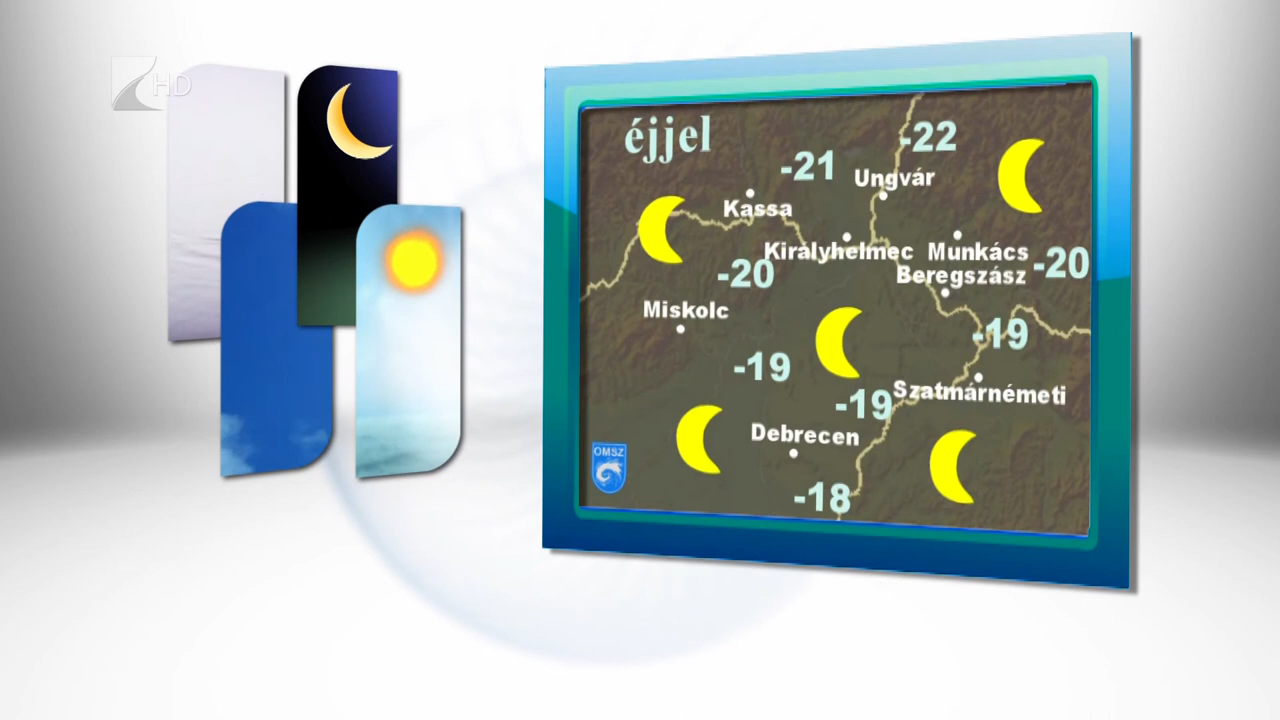 HD
éjjel
-22
-21
Ungvár
Kassa
Királyhelmec
Munkács
-20
-20
Beregszász
Miskolc
-19
-19
-19
Szatmárnémeti
Debrecen
OMSZ
-18